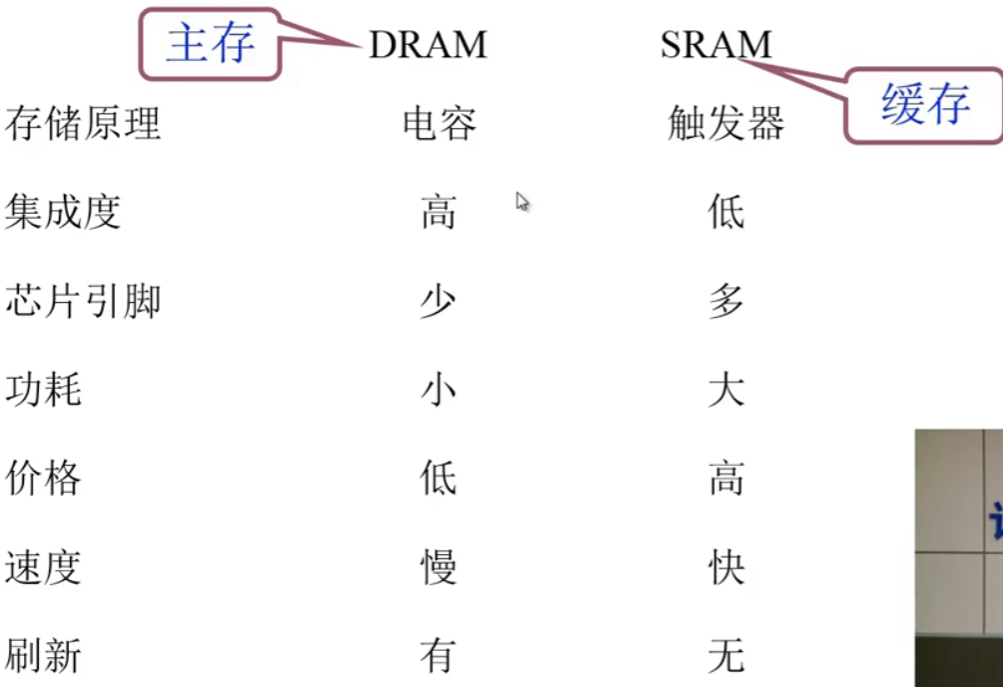 主存 DRAM SRAM
缓存
存储原理 电容 触发器
集成度 高 低
芯片引脚 少 多
功耗 小 大
价格 低 高
速度 慢 快
刷新 有 无